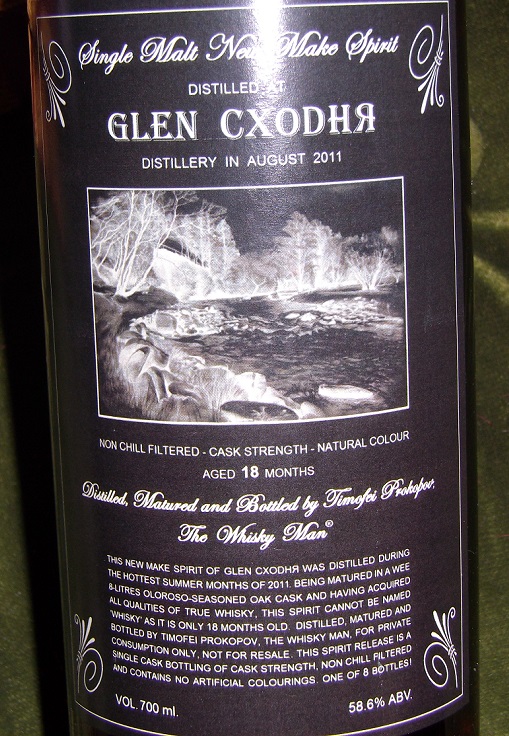 Single Malt New Make Spirit
DISTILLED AT
GLEN CXODHЯ
DISTILLERY IN AUGUST 2011
NON CHILL FILTERED - CASK STRENGTH - NATURAL COLOUR
AGED 18 MONTHS
Distilled, Matured and Bottled by Timofei Prokopov,
The Whisky Man®
THIS NEW MAKE SPIRIT OF GLEN CXODHЯ WAS DISTILLED DURING
THE HOTTEST SUMMER MONTHS OF 2011. BEING MATURED IN A WEE
8-LITRES OLOROSO-SEASONED OAK CASK AND HAVING ACQUIRED
ALL QUALITIES OF TRUE WHISKY, THIS SPIRIT CANNOT BE NAMED
'WHISKY' AS IT IS ONLY 18 MONTHS OLD. DISTILLED, MATURED AND
BOTTLED BY TIMOFEI PROKOPOV, THE WHISKY MAN, FOR PRIVATE
CONSUMPTION ONLY, NOT FOR RESALE. THIS SPIRIT RELEASE IS A
SINGLE CASK BOTTLING OF CASK STRENGTH, NON CHILL FILTERED
AND CONTAINS NO ARTIFICIAL COLOURINGS. ONE OF 8 BOTTLES!
VOL. 700 ml.
58.6% ABV.